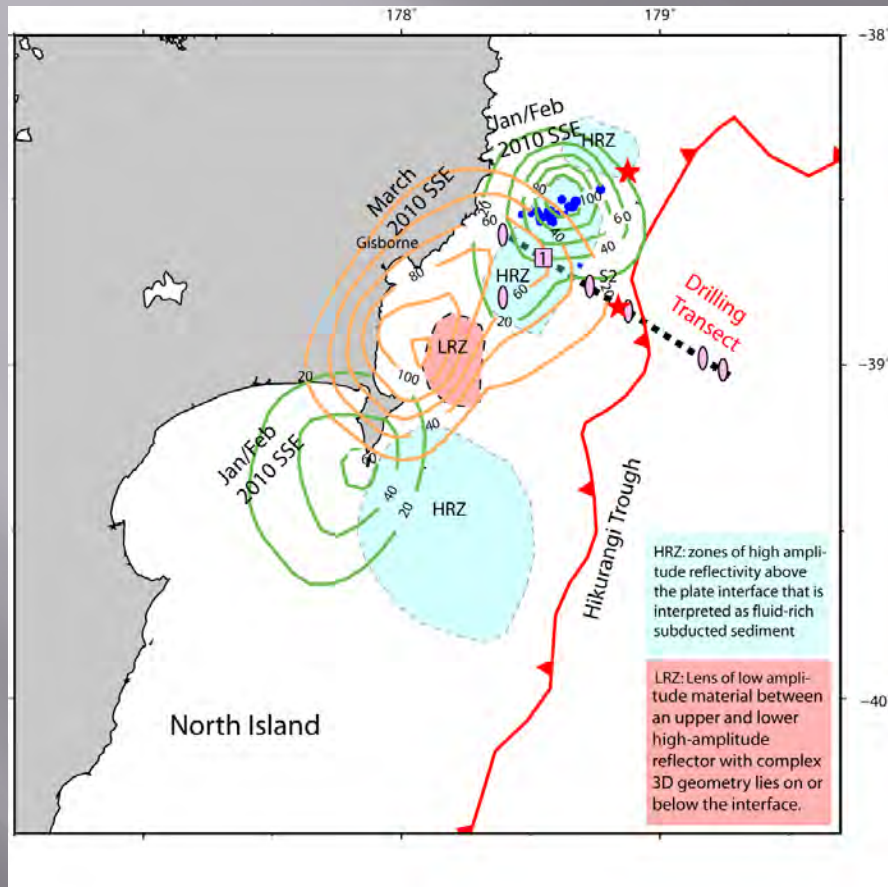 178°
179°
-38°
Jan/Feb
2010 SSE
HRZ
March
2010 SSE
20
80
100
60
60
40
40
Gisborne
80
1
HRZ
60
S2
20
20
Drilling
Transect
LRZ
-39°
20
100
40
Jan/Feb
2010 SSE
60
40
20
HRZ
Hikurangi Trough
HRZ: zones of high ampli-
tude reflectivity above
the plate interface that is
interpreted as fluid-rich
subducted sediment
LRZ: Lens of low ampli-
tude material between
an upper and lower
high-amplitude
reflector with complex
3D geometry lies on or
below the interface.
-40°
North Island